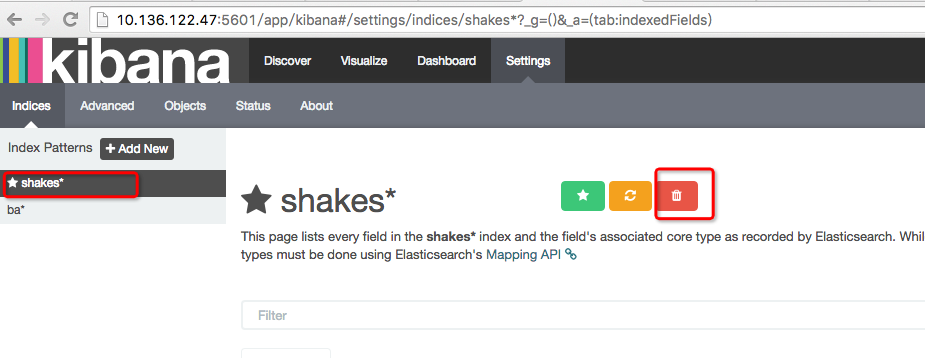 10.136.122.47:5601/app/kibana#/settings/indices/shakes*?_g=()&_a=(tab:indexedFields)
kibana Discover Visualize Dashboard Settings
Indices Advanced Objects Status About
Index Patterns Add New
shakes*
ba*
shakes*
This page lists every field in the shakes* index and the field's associated core type as recorded by Elasticsearch. Whil
types must be done using Elasticsearch's Mapping API
Filter